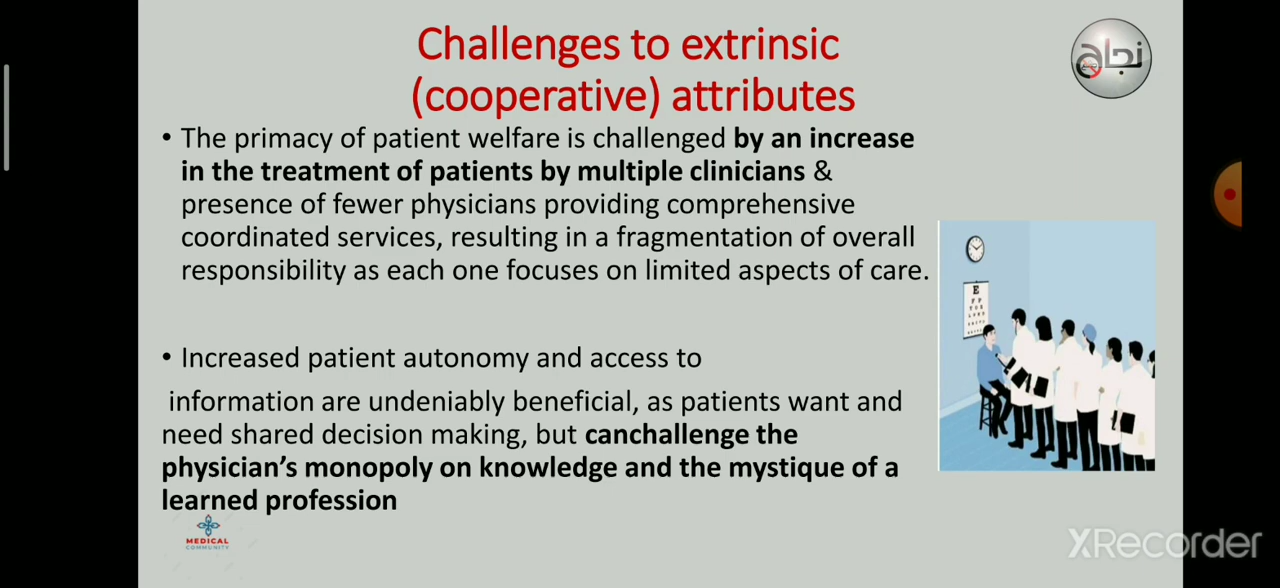 Challenges to extrinsic
(cooperative) attributes
• The primacy of patient welfare is challenged by an increase
in the treatment of patients by multiple clinicians &
presence of fewer physicians providing comprehensive
coordinated services, resulting in a fragmentation of overall
responsibility as each one focuses on limited aspects of care.
• Increased patient autonomy and access to
information are undeniably beneficial, as patients want and
need shared decision making, but canchallenge the
physician's monopoly on knowledge and the mystique of a
learned profession
MEDICAL
COMMUNITY
XRecorder